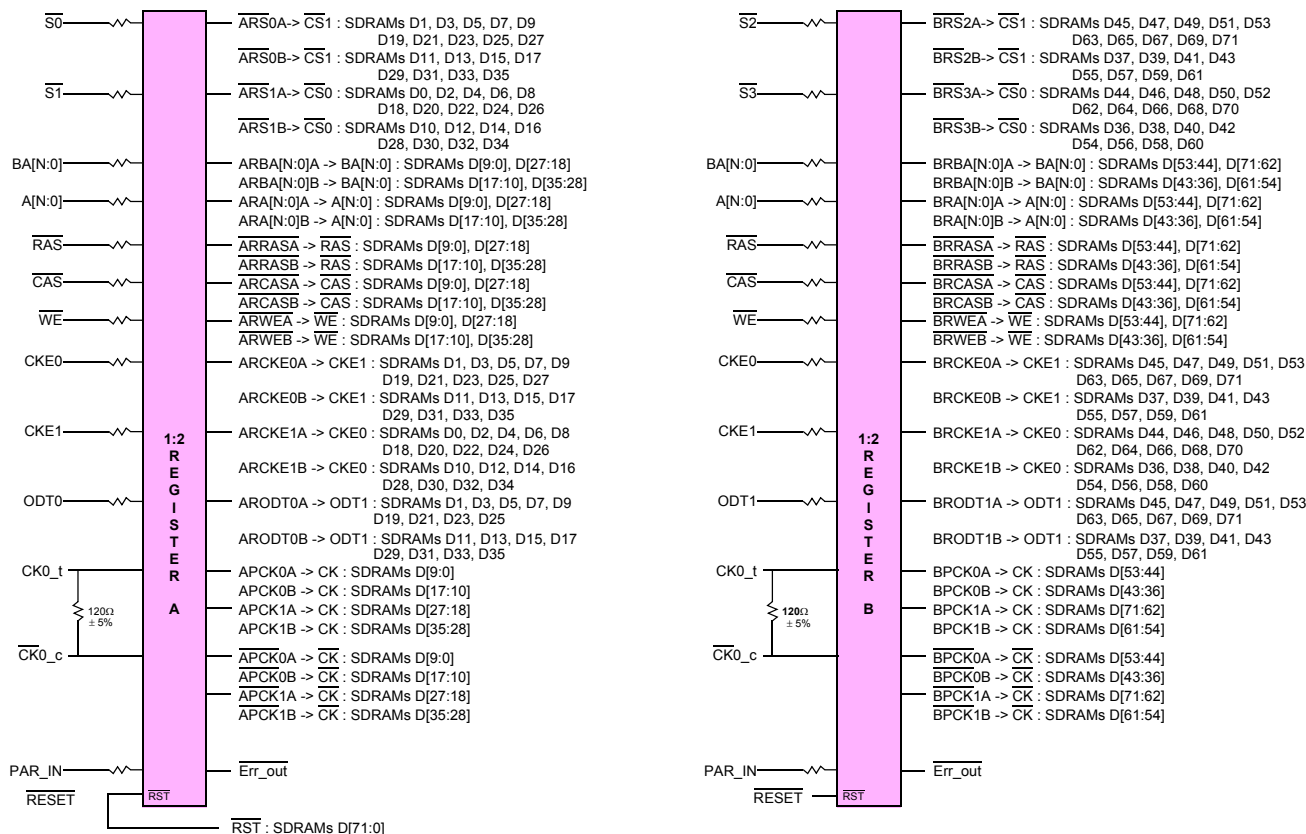 S0
ARS0A-> CS1 : SDRAMs D1, D3, D5, D7, D9
D19, D21, D23, D25, D27
ARS0B-> CS1 : SDRAMs D11, D13, D15, D17
D29, D31, D33, D35
S1
ARS1A-> CS0 : SDRAMs D0, D2, D4, D6, D8
D18, D20, D22, D24, D26
ARS1B-> CS0 : SDRAMs D10, D12, D14, D16
D28, D30, D32, D34
BA[N:0]
ARBA[N:0]A -> BA[N:0] : SDRAMs D[9:0], D[27:18]
ARBA[N:0]B -> BA[N:0] : SDRAMs D[17:10], D[35:28]
A[N:0]
ARA[N:0]A -> A[N:0] : SDRAMs D[9:0], D[27:18]
ARA[N:0]B -> A[N:0] : SDRAMs D[17:10], D[35:28]
RAS
ARRASA -> RAS : SDRAMs D[9:0], D[27:18]
ARRASB -> RAS : SDRAMs D[17:10], D[35:28]
CAS
ARCASA -> CAS : SDRAMs D[9:0], D[27:18]
ARCASB -> CAS : SDRAMs D[17:10], D[35:28]
WE
ARWEA -> WE : SDRAMs D[9:0], D[27:18]
ARWEB -> WE : SDRAMs D[17:10], D[35:28]
CKE0
ARCKE0A -> CKE1 : SDRAMs D1, D3, D5, D7, D9
D19, D21, D23, D25, D27
ARCKE0B -> CKE1 : SDRAMs D11, D13, D15, D17
D29, D31, D33, D35
CKE1
ARCKE1A -> CKE0 : SDRAMs D0, D2, D4, D6, D8
D18, D20, D22, D24, D26
ARCKE1B -> CKE0 : SDRAMs D10, D12, D14, D16
D28, D30, D32, D34
ODT0
ARODT0A -> ODT1 : SDRAMs D1, D3, D5, D7, D9
D19, D21, D23, D25
ARODT0B -> ODT1 : SDRAMs D11, D13, D15, D17
D29, D31, D33, D35
1:2
REGISTER
A
CK0_t
120Ω
± 5%
CK0_c
APCK0A -> CK : SDRAMs D[9:0]
APCK0B -> CK : SDRAMs D[17:10]
APCK1A -> CK : SDRAMs D[27:18]
APCK1B -> CK : SDRAMs D[35:28]
APCK0A -> CK : SDRAMs D[9:0]
APCK0B -> CK : SDRAMs D[17:10]
APCK1A -> CK : SDRAMs D[27:18]
APCK1B -> CK : SDRAMs D[35:28]
PAR_IN
Err_out
RESET
RST
RST : SDRAMs D[71:0]
S2
BRS2A-> CS1 : SDRAMs D45, D47, D49, D51, D53
D63, D65, D67, D69, D71
BRS2B-> CS1 : SDRAMs D37, D39, D41, D43
D55, D57, D59, D61
S3
BRS3A-> CS0 : SDRAMs D44, D46, D48, D50, D52
D62, D64, D66, D68, D70
BRS3B-> CS0 : SDRAMs D36, D38, D40, D42
D54, D56, D58, D60
BA[N:0]
BRBA[N:0]A -> BA[N:0] : SDRAMs D[53:44], D[71:62]
BRBA[N:0]B -> BA[N:0] : SDRAMs D[43:36], D[61:54]
A[N:0]
BRA[N:0]A -> A[N:0] : SDRAMs D[53:44], D[71:62]
BRA[N:0]B -> A[N:0] : SDRAMs D[43:36], D[61:54]
RAS
BRRASA -> RAS : SDRAMs D[53:44], D[71:62]
BRRASB -> RAS : SDRAMs D[43:36], D[61:54]
CAS
BRCASA -> CAS : SDRAMs D[53:44], D[71:62]
BRCASB -> CAS : SDRAMs D[43:36], D[61:54]
WE
BRWEA -> WE : SDRAMs D[53:44], D[71:62]
BRWEB -> WE : SDRAMs D[43:36], D[61:54]
CKE0
BRCKE0A -> CKE1 : SDRAMs D45, D47, D49, D51, D53
D63, D65, D67, D69, D71
BRCKE0B -> CKE1 : SDRAMs D37, D39, D41, D43
D55, D57, D59, D61
CKE1
BRCKE1A -> CKE0 : SDRAMs D44, D46, D48, D50, D52
D62, D64, D66, D68, D70
BRCKE1B -> CKE0 : SDRAMs D36, D38, D40, D42
D54, D56, D58, D60
ODT1
BRODT1A -> ODT1 : SDRAMs D45, D47, D49, D51, D53
D63, D65, D67, D69, D71
BRODT1B -> ODT1 : SDRAMs D37, D39, D41, D43
D55, D57, D59, D61
1:2
REGISTER
B
CK0_t
120Ω
± 5%
CK0_c
BPCK0A -> CK : SDRAMs D[53:44]
BPCK0B -> CK : SDRAMs D[43:36]
BPCK1A -> CK : SDRAMs D[71:62]
BPCK1B -> CK : SDRAMs D[61:54]
BPCK0A -> CK : SDRAMs D[53:44]
BPCK0B -> CK : SDRAMs D[43:36]
BPCK1A -> CK : SDRAMs D[71:62]
BPCK1B -> CK : SDRAMs D[61:54]
PAR_IN
Err_out
RESET
RST